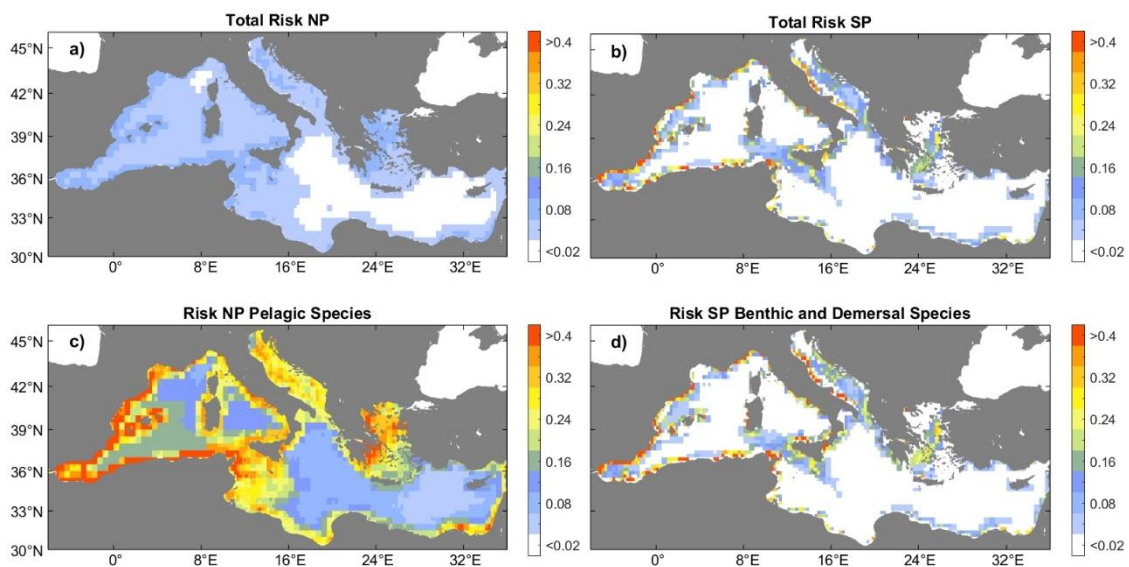 Total Risk NP
a)
45°N
42°N
39°N
36°N
33°N
30°N
0°
8°E
16°E
24°E
32°E
>0.4
0.32
0.24
0.16
0.08
<0.02
Total Risk SP
b)
45°N
42°N
39°N
36°N
33°N
30°N
0°
8°E
16°E
24°E
32°E
>0.4
0.32
0.24
0.16
0.08
<0.02
Risk NP Pelagic Species
c)
45°N
42°N
39°N
36°N
33°N
30°N
0°
8°E
16°E
24°E
32°E
>0.4
0.32
0.24
0.16
0.08
<0.02
Risk SP Benthic and Demersal Species
d)
45°N
42°N
39°N
36°N
33°N
30°N
0°
8°E
16°E
24°E
32°E
>0.4
0.32
0.24
0.16
0.08
<0.02